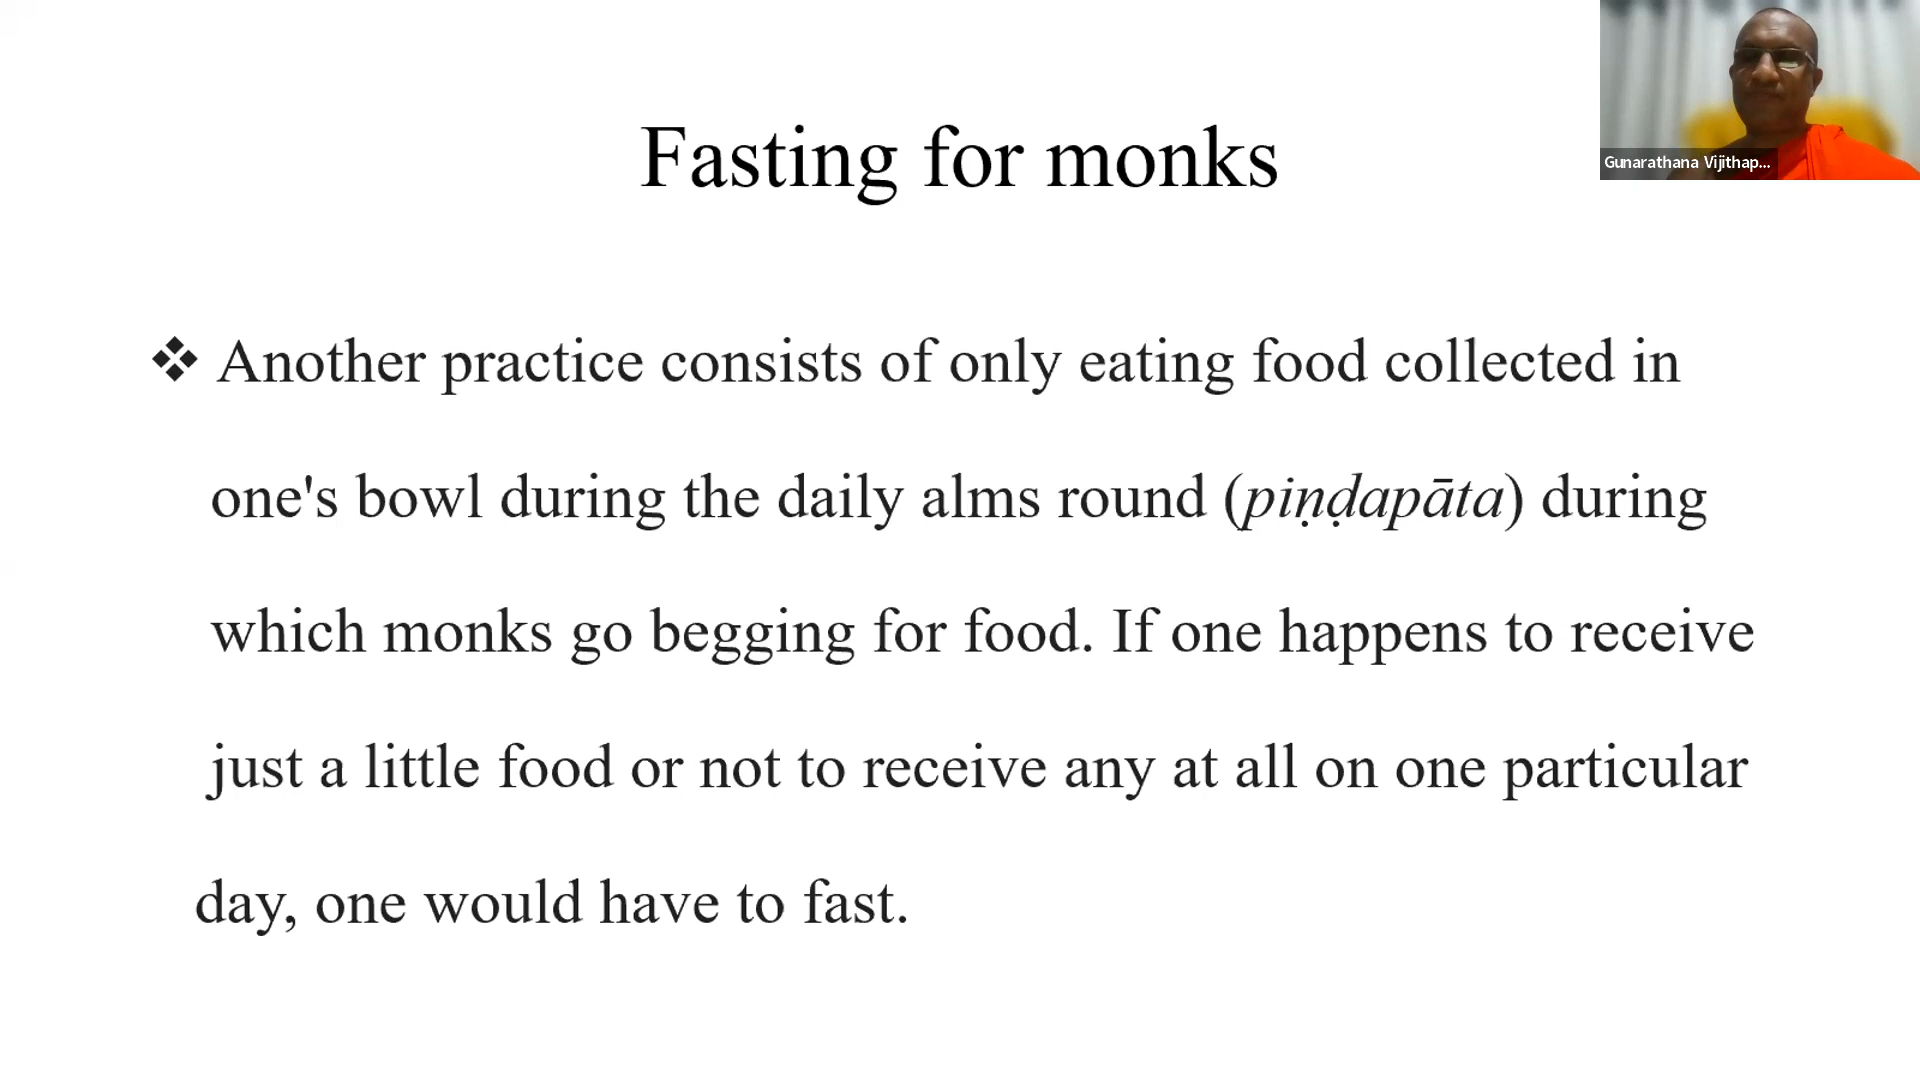 Fasting for monks
Gunarathana Vijithap...
❖ Another practice consists of only eating food collected in
one's bowl during the daily alms round (piṇḍapāta) during
which monks go begging for food. If one happens to receive
just a little food or not to receive any at all on one particular
day, one would have to fast.